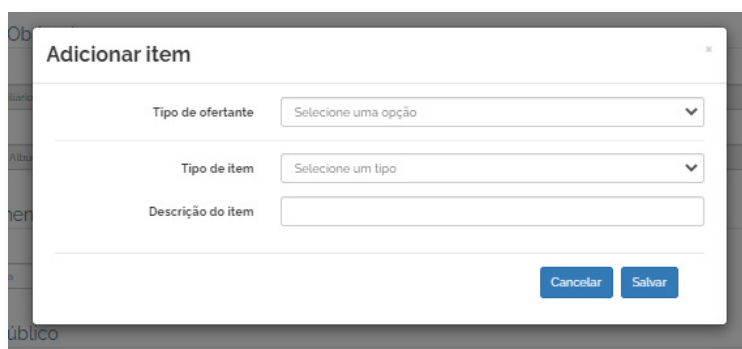 Adicionar item
×
Tipo de ofertante
Selecione uma opção
Tipo de item
Selecione um tipo
Descrição do item
Cancelar
Salvar
úblico